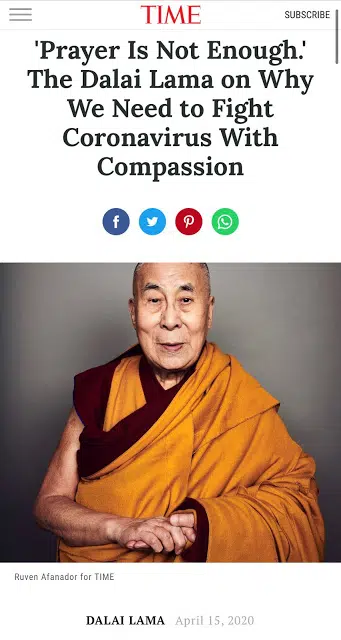 TIME
SUBSCRIBE
'Prayer Is Not Enough.'
The Dalai Lama on Why
We Need to Fight
Coronavirus With
Compassion
Ruven Afanador for TIME
DALAI LAMA April 15, 2020